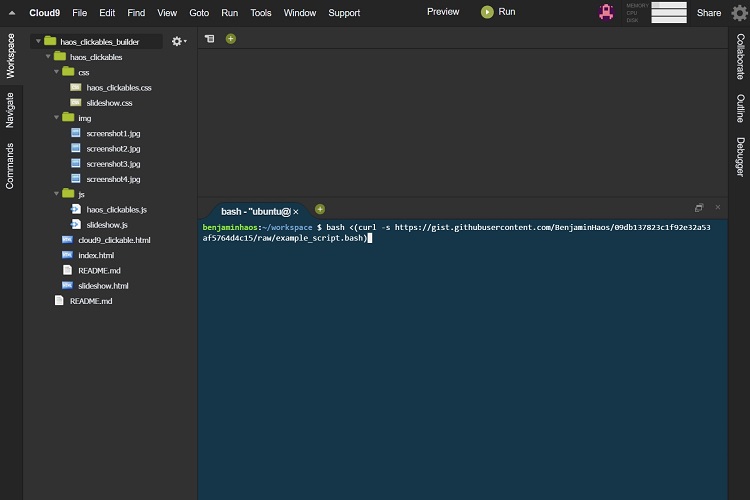 Cloud9 File Edit Find View Goto Run Tools Window Support Preview Run MEMORY CPU DISK Share
Workspace
Navigate
Commands
haos_clickables_builder
haos_clickables
css
haos_clickables.css
slideshow.css
img
screenshot1.jpg
screenshot2.jpg
screenshot3.jpg
screenshot4.jpg
js
haos_clickables.js
slideshow.js
cloud9_clickable.html
index.html
README.md
slideshow.html
README.md
bash - "ubuntu@
benjaminhaos:~/workspace $ bash <(curl -s https://gist.githubusercontent.com/BenjaminHaos/09db137823c1f92e32a53
af5764d4c15/raw/example_script.bash)
Collaborate
Outline
Debugger